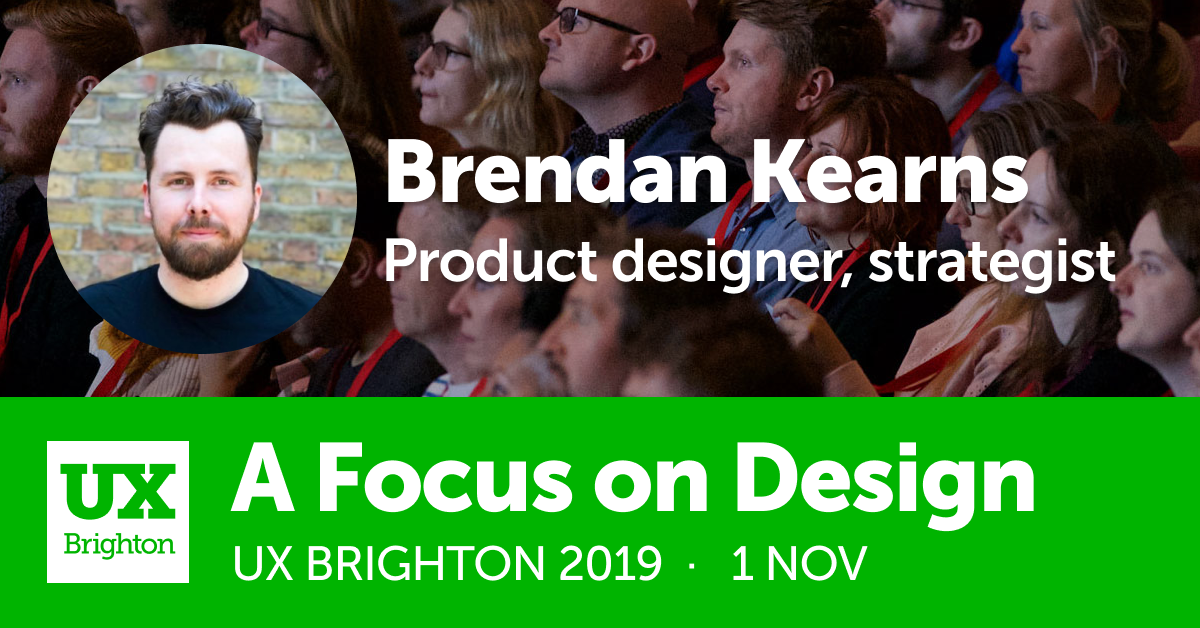 Brendan Kearns
Product designer, strategist
UX
Brighton
A Focus on Design
UX BRIGHTON 2019 · 1 NOV